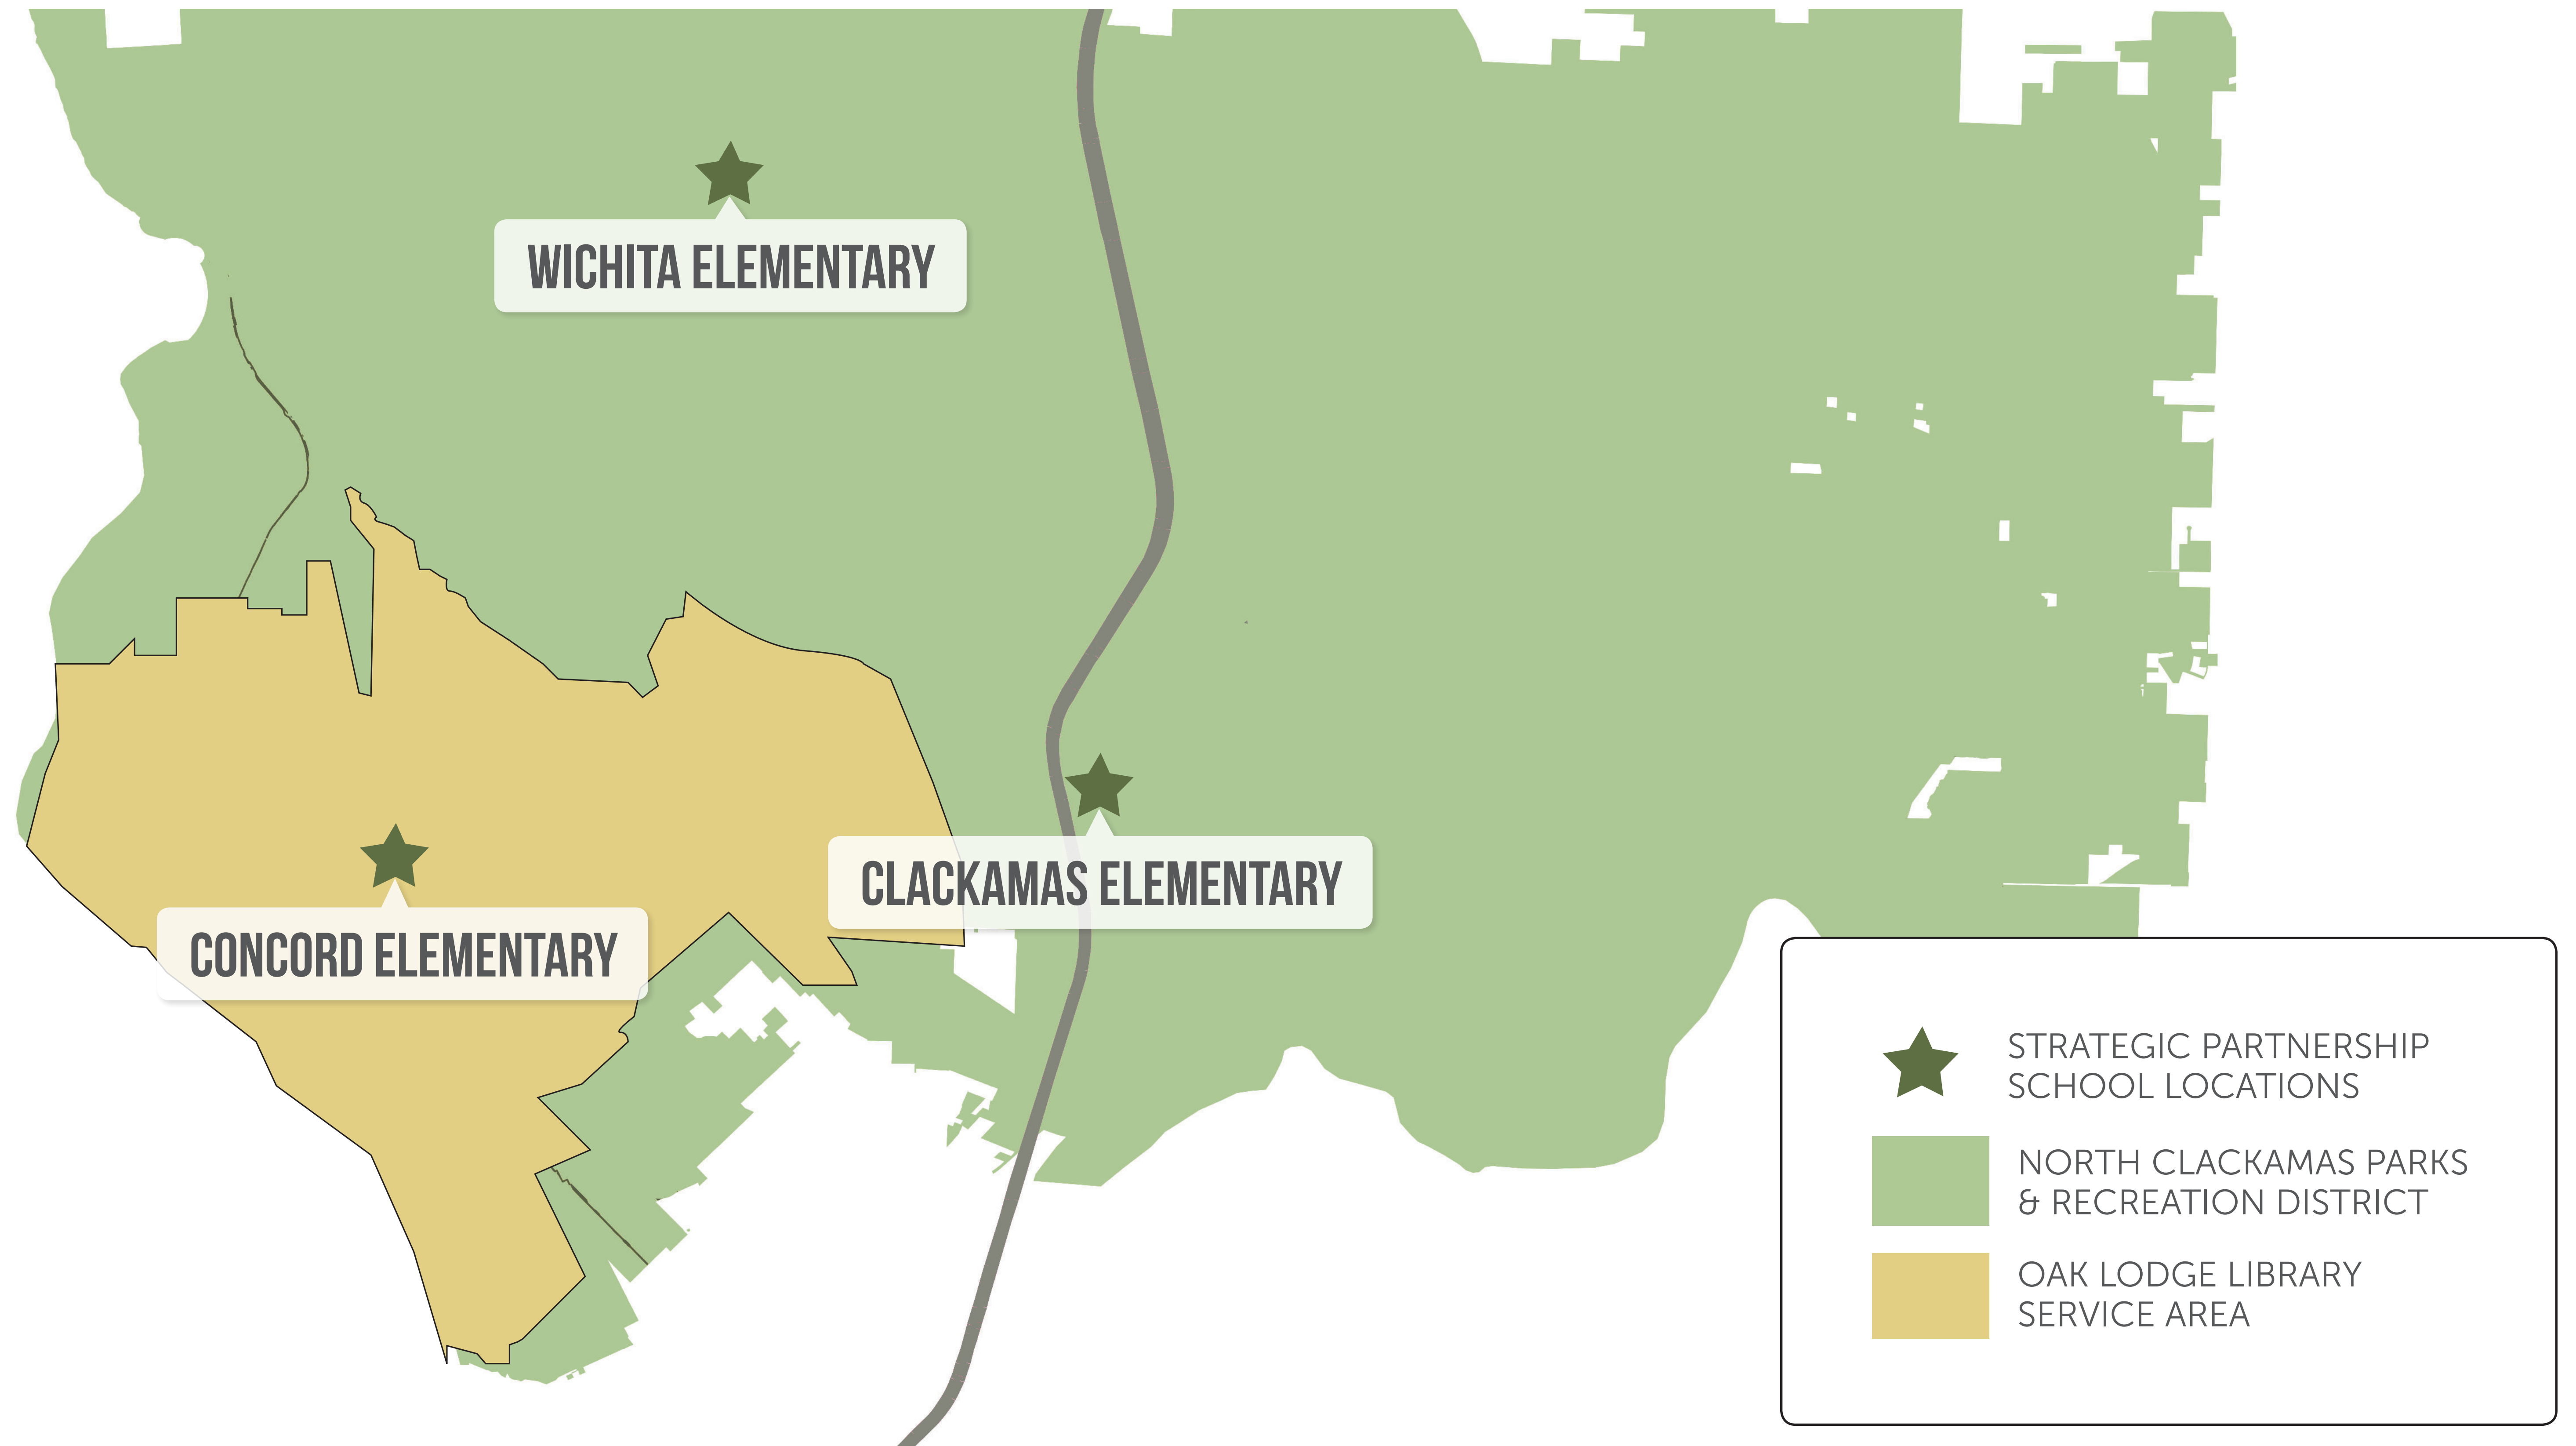 WICHITA ELEMENTARY
CLACKAMAS ELEMENTARY
CONCORD ELEMENTARY
STRATEGIC PARTNERSHIP
SCHOOL LOCATIONS
NORTH CLACKAMAS PARKS
& RECREATION DISTRICT
OAK LODGE LIBRARY
SERVICE AREA